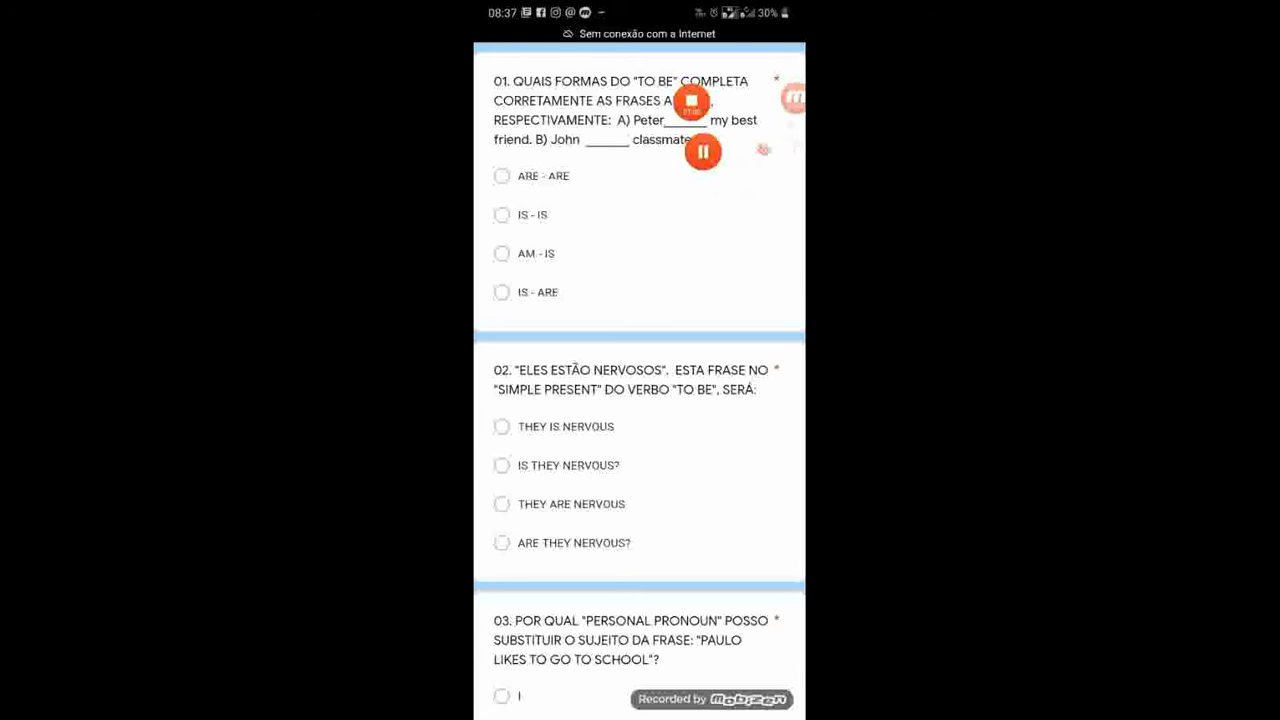 08:37
30%
Sem conexão com a Internet
01. QUAIS FORMAS DO "TO BE" COMPLETA *
CORRETAMENTE AS FRASES
RESPECTIVAMENTE: A) Peter_______ my best
friend. B) John _______ classmate
ARE - ARE
IS - IS
AM - IS
IS - ARE
02. "ELES ESTÃO NERVOSOS". ESTA FRASE NO *
"SIMPLE PRESENT" DO VERBO "TO BE", SERÁ:
THEY IS NERVOUS
IS THEY NERVOUS?
THEY ARE NERVOUS
ARE THEY NERVOUS?
03. POR QUAL "PERSONAL PRONOUN" POSSO *
SUBSTITUIR O SUJEITO DA FRASE: "PAULO
LIKES TO GO TO SCHOOL"?
I
Recorded by mobizen